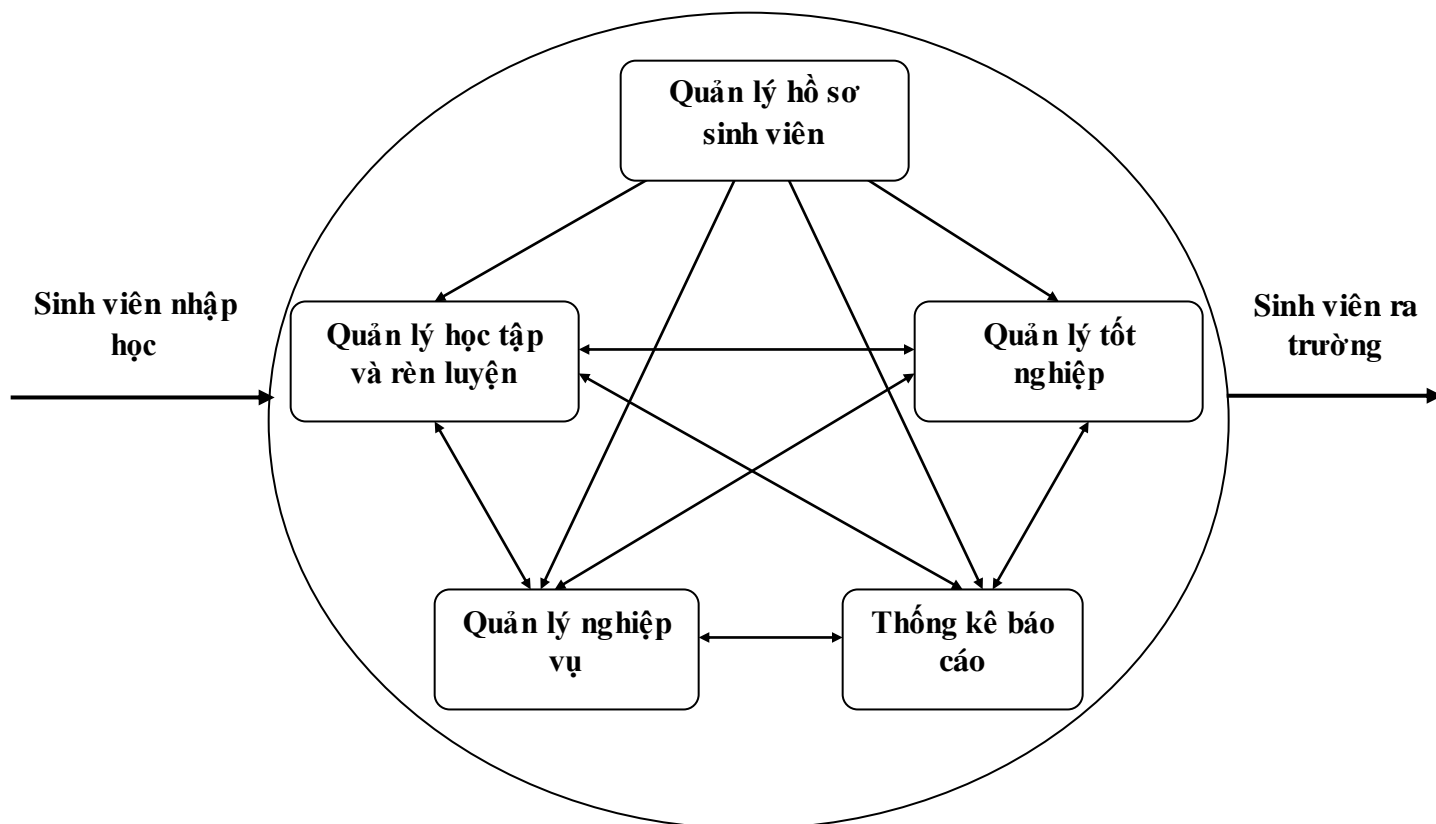 Quản lý hồ sơ
sinh viên
Sinh viên nhập
học
Quản lý học tập
và rèn luyện
Quản lý tốt
nghiệp
Sinh viên ra
trường
Quản lý nghiệp
vụ
Thống kê báo
cáo